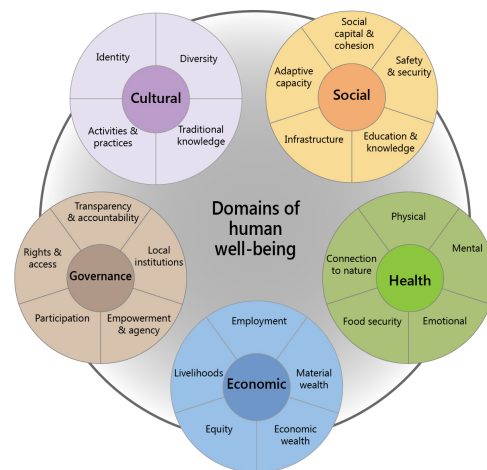 Identity
Diversity
Cultural
Activities &
practices
Traditional
knowledge
Social
capital &
cohesion
Adaptive
capacity
Safety
& security
Social
Infrastructure
Education &
knowledge
Domains of
human
well-being
Transparency
& accountability
Rights &
access
Local
institutions
Governance
Participation
Empowerment
& agency
Physical
Mental
Connection
to nature
Health
Food security
Emotional
Employment
Livelihoods
Material
wealth
Economic
Equity
Economic
wealth